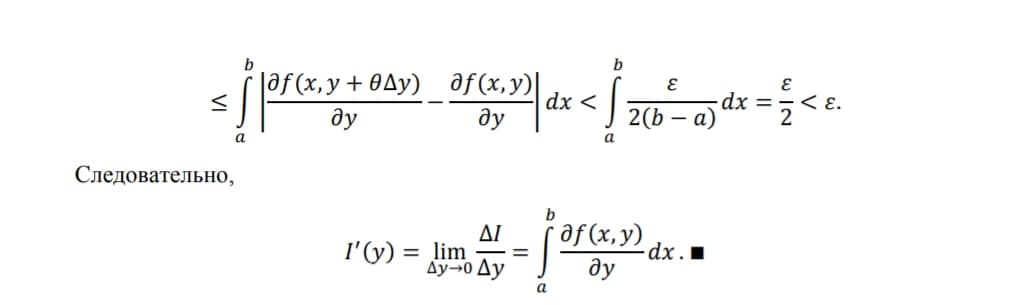 ≤ ∫_a^b |∂f(x, y + θΔy)/∂y − ∂f(x, y)/∂y| dx < ∫_a^b ε/(2(b − a)) dx = ε/2 < ε.
Следовательно,
I′(y) = lim_{Δy→0} ΔI/Δy = ∫_a^b ∂f(x, y)/∂y dx . ■